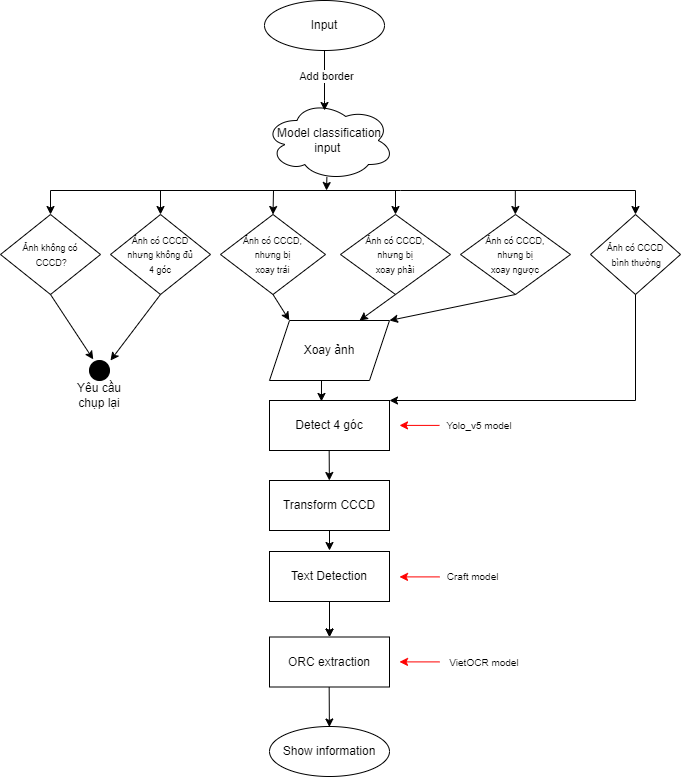 Input
Add border
Model classification
input
Ảnh không có
CCCD?
Ảnh có CCCD
nhưng không đủ
4 góc
Ảnh có CCCD,
nhưng bị
xoay trái
Ảnh có CCCD,
nhưng bị
xoay phải
Ảnh có CCCD,
nhưng bị
xoay ngược
Ảnh có CCCD
bình thưởng
Xoay ảnh
Yêu cầu
chụp lại
Detect 4 góc
Yolo_v5 model
Transform CCCD
Text Detection
Craft model
ORC extraction
VietOCR model
Show information